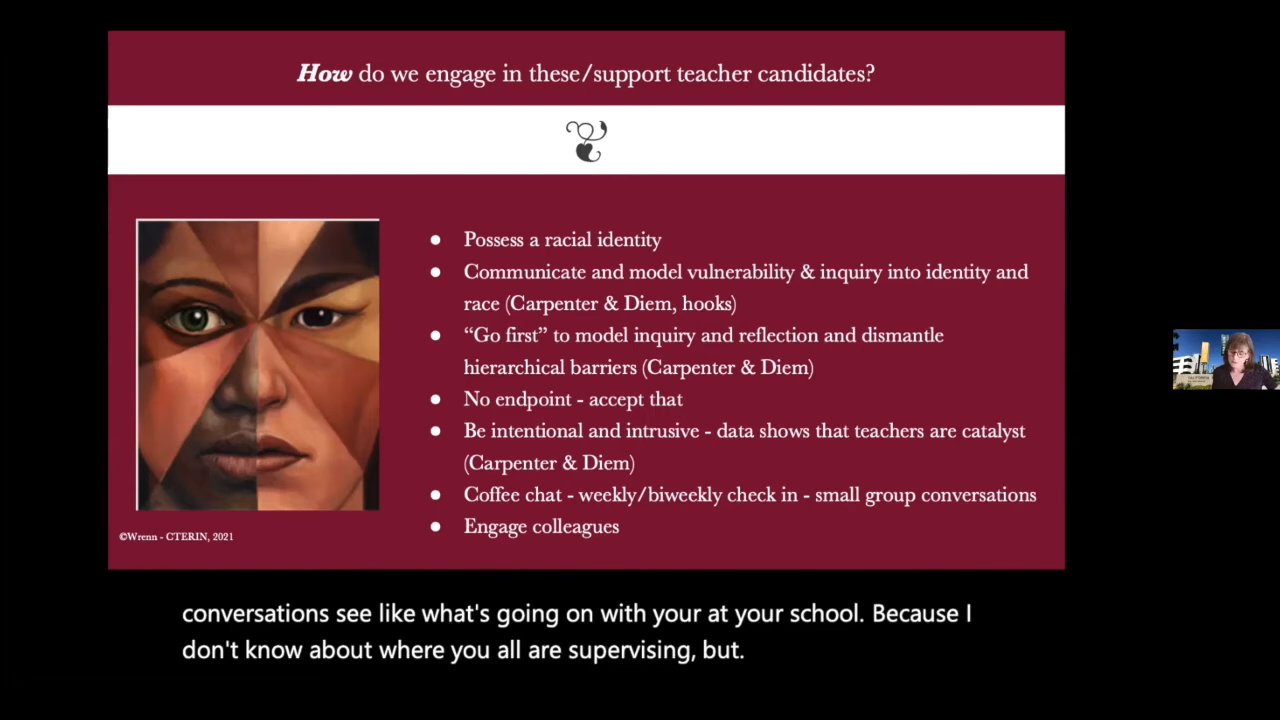 How do we engage in these/support teacher candidates?
● Possess a racial identity
● Communicate and model vulnerability & inquiry into identity and
race (Carpenter & Diem, hooks)
● “Go first” to model inquiry and reflection and dismantle
hierarchical barriers (Carpenter & Diem)
● No endpoint - accept that
● Be intentional and intrusive - data shows that teachers are catalyst
(Carpenter & Diem)
● Coffee chat - weekly/biweekly check in - small group conversations
● Engage colleagues
©Wrenn - CTERIN, 2021
conversations see like what's going on with your at your school. Because I
don't know about where you all are supervising, but.